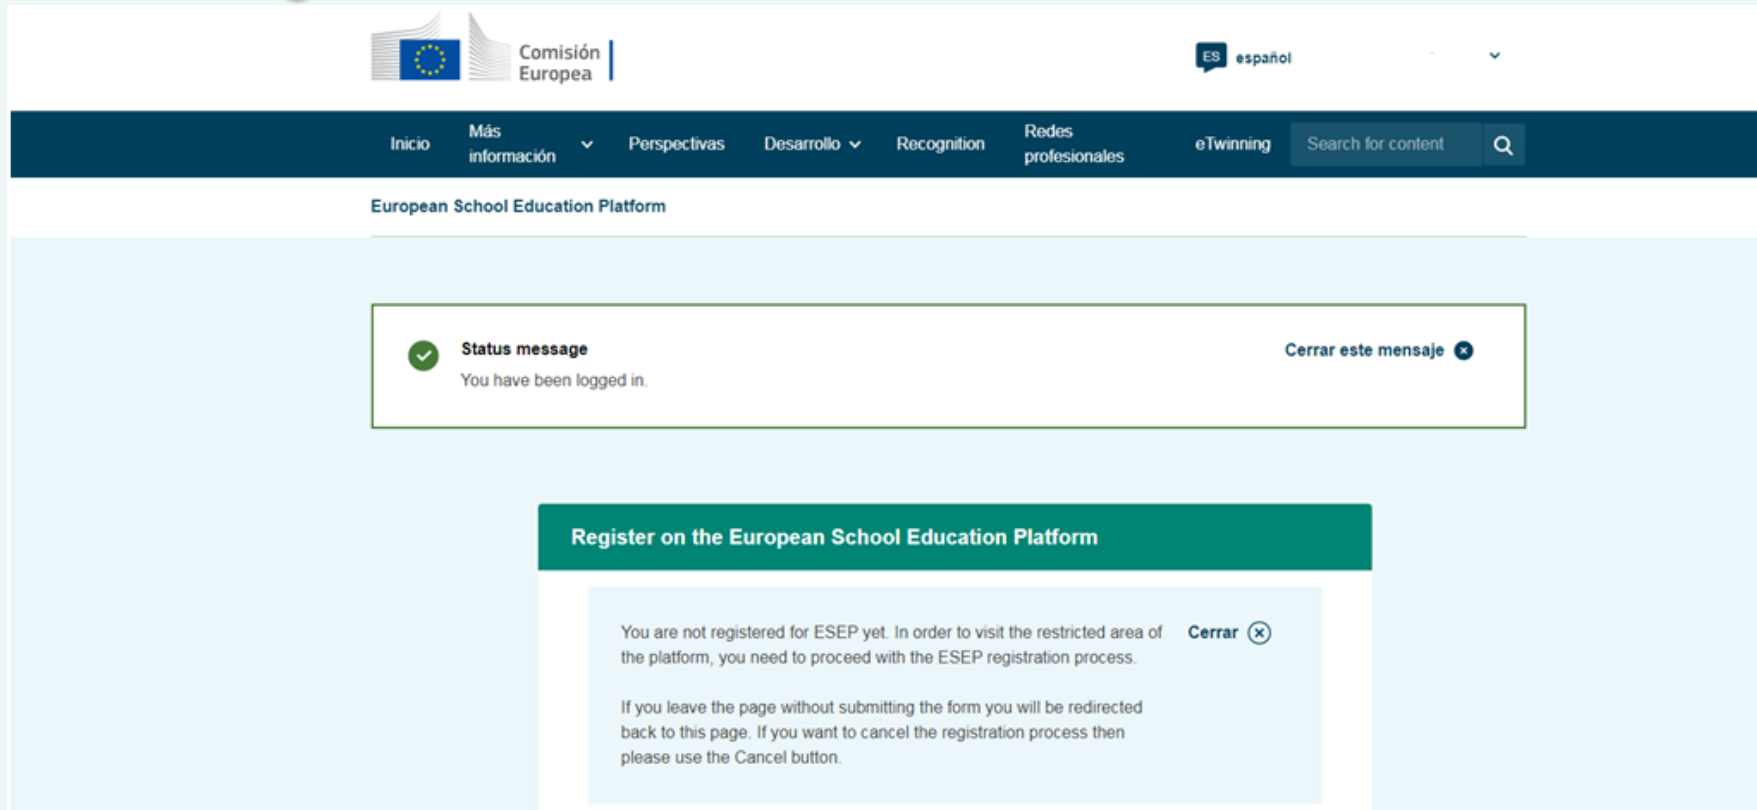 Comisión
Europea
ES español
Inicio
Más
información
Perspectivas
Desarrollo
Recognition
Redes
profesionales
eTwinning
Search for content
European School Education Platform
Status message
Cerrar este mensaje
You have been logged in.
Register on the European School Education Platform
You are not registered for ESEP yet. In order to visit the restricted area of
the platform, you need to proceed with the ESEP registration process.
Cerrar
If you leave the page without submitting the form you will be redirected
back to this page. If you want to cancel the registration process then
please use the Cancel button.